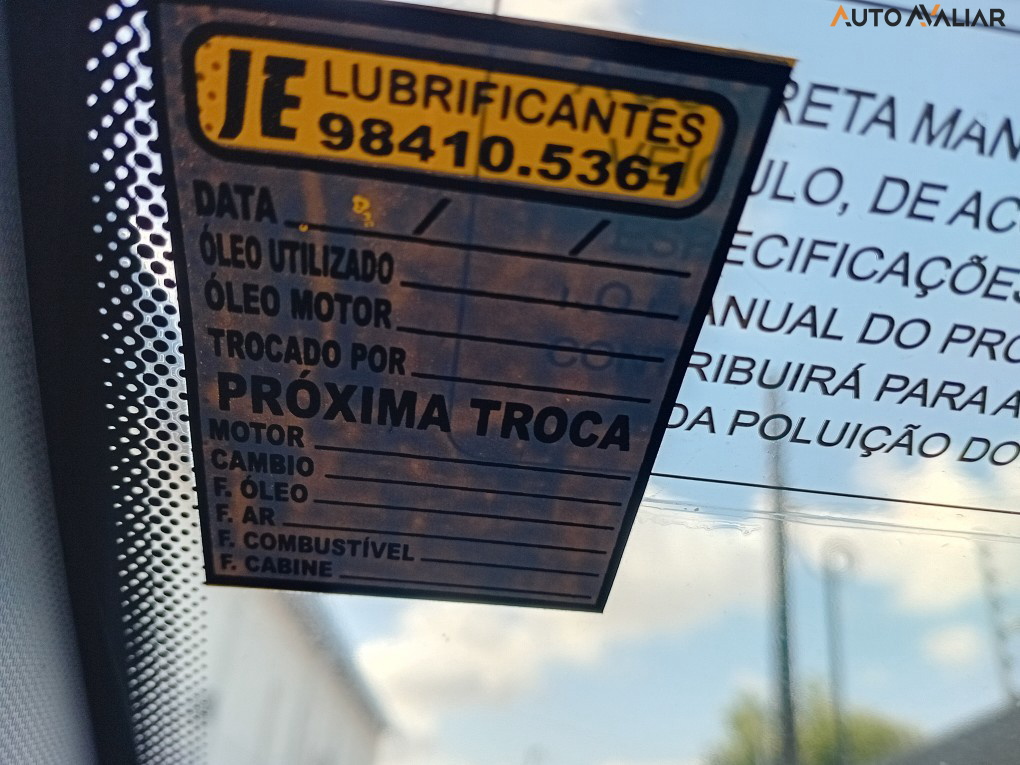 AUTOAVALIAR
JE LUBRIFICANTES
98410.5361
DATA / /
ÓLEO UTILIZADO
ÓLEO MOTOR
TROCADO POR
PRÓXIMA TROCA
MOTOR
CAMBIO
F. ÓLEO
F. AR
F. COMBUSTÍVEL
F. CABINE
RETA MAN
ULO, DE AC
ECIFICAÇÕES
ANUAL DO PRO
RIBUIRÁ PARA A
DA POLUIÇÃO DO